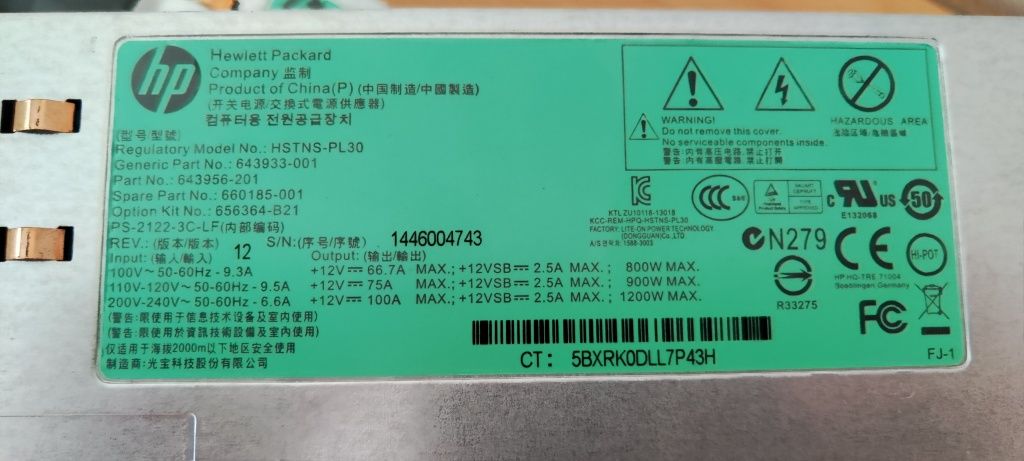 hp
Hewlett Packard
Company 监制
Product of China(P) (中国制造/中國製造)
(开关电源/交换式電源供應器)
컴퓨터용 전원공급장치
(型号/型號)
Regulatory Model No.: HSTNS-PL30
Generic Part No.: 643933-001
Part No.: 643956-201
Spare Part No.: 660185-001
Option Kit No.: 656364-B21
PS-2122-3C-LF(内部编码)
REV.: (版本/版本) 12 S/N:(序号/序號) 1446004743
Input: (输入/輸入) Output: (输出/輸出)
100V~50-60Hz - 9.3A +12V⎓ 66.7A MAX.; +12VSB⎓ 2.5A MAX.; 800W MAX.
110V-120V~50-60Hz - 9.5A +12V⎓ 75A MAX.; +12VSB⎓ 2.5A MAX.; 900W MAX.
200V-240V~50-60Hz - 6.6A +12V⎓ 100A MAX.; +12VSB⎓ 2.5A MAX.; 1200W MAX.
(警告:限使用于信息技术设备及室内使用)
(警告:限使用於資訊技術設備及室内使用)
仅适用于海拔2000m以下地区安全使用
制造商:光宝科技股份有限公司
CT: 5BXRK0DLL7P43H
WARNING!
Do not remove this cover.
No serviceable components inside.
警告:内有高压电路 禁止打开
警告:内有高壓電路 禁止打開
HAZARDOUS AREA
KTLZU10118-13018
KCC-REM-HPQ-HSTNS-PL30
FACTORY: LITE-ON POWER TECHNOLOGY
(DONGGUAN)Co.,LTD
A/S 연락처: 1588-3003
CCC S&E
c RU US
E132068
50
N279
CE
HP HQ-TRE 71004
Boeblingen Germany
HI-POT
R33275
FC
FJ-1